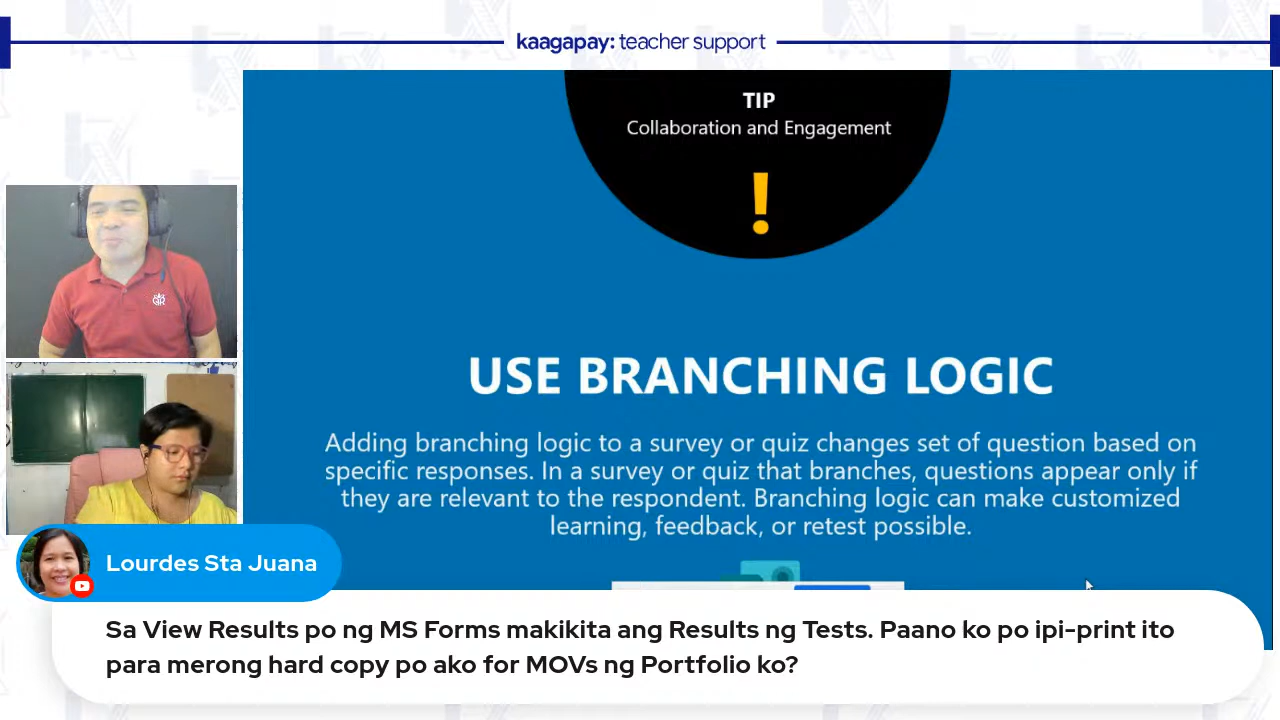 kaagapay: teacher support
TIP
Collaboration and Engagement
!
USE BRANCHING LOGIC
Adding branching logic to a survey or quiz changes set of question based on
specific responses. In a survey or quiz that branches, questions appear only if
they are relevant to the respondent. Branching logic can make customized
learning, feedback, or retest possible.
Lourdes Sta Juana
Sa View Results po ng MS Forms makikita ang Results ng Tests. Paano ko po ipi-print ito
para merong hard copy po ako for MOVs ng Portfolio ko?